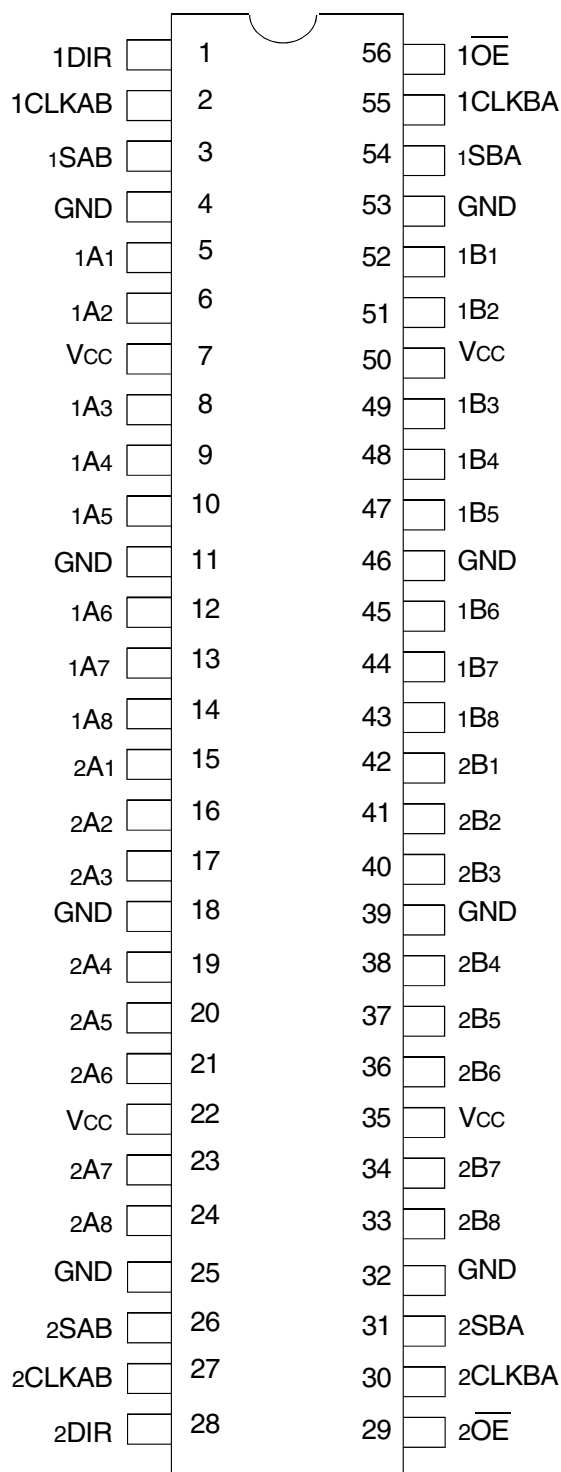 1DIR 1 56 1O̅E̅
1CLKAB 2 55 1CLKBA
1SAB 3 54 1SBA
GND 4 53 GND
1A1 5 52 1B1
1A2 6 51 1B2
VCC 7 50 VCC
1A3 8 49 1B3
1A4 9 48 1B4
1A5 10 47 1B5
GND 11 46 GND
1A6 12 45 1B6
1A7 13 44 1B7
1A8 14 43 1B8
2A1 15 42 2B1
2A2 16 41 2B2
2A3 17 40 2B3
GND 18 39 GND
2A4 19 38 2B4
2A5 20 37 2B5
2A6 21 36 2B6
VCC 22 35 VCC
2A7 23 34 2B7
2A8 24 33 2B8
GND 25 32 GND
2SAB 26 31 2SBA
2CLKAB 27 30 2CLKBA
2DIR 28 29 2O̅E̅